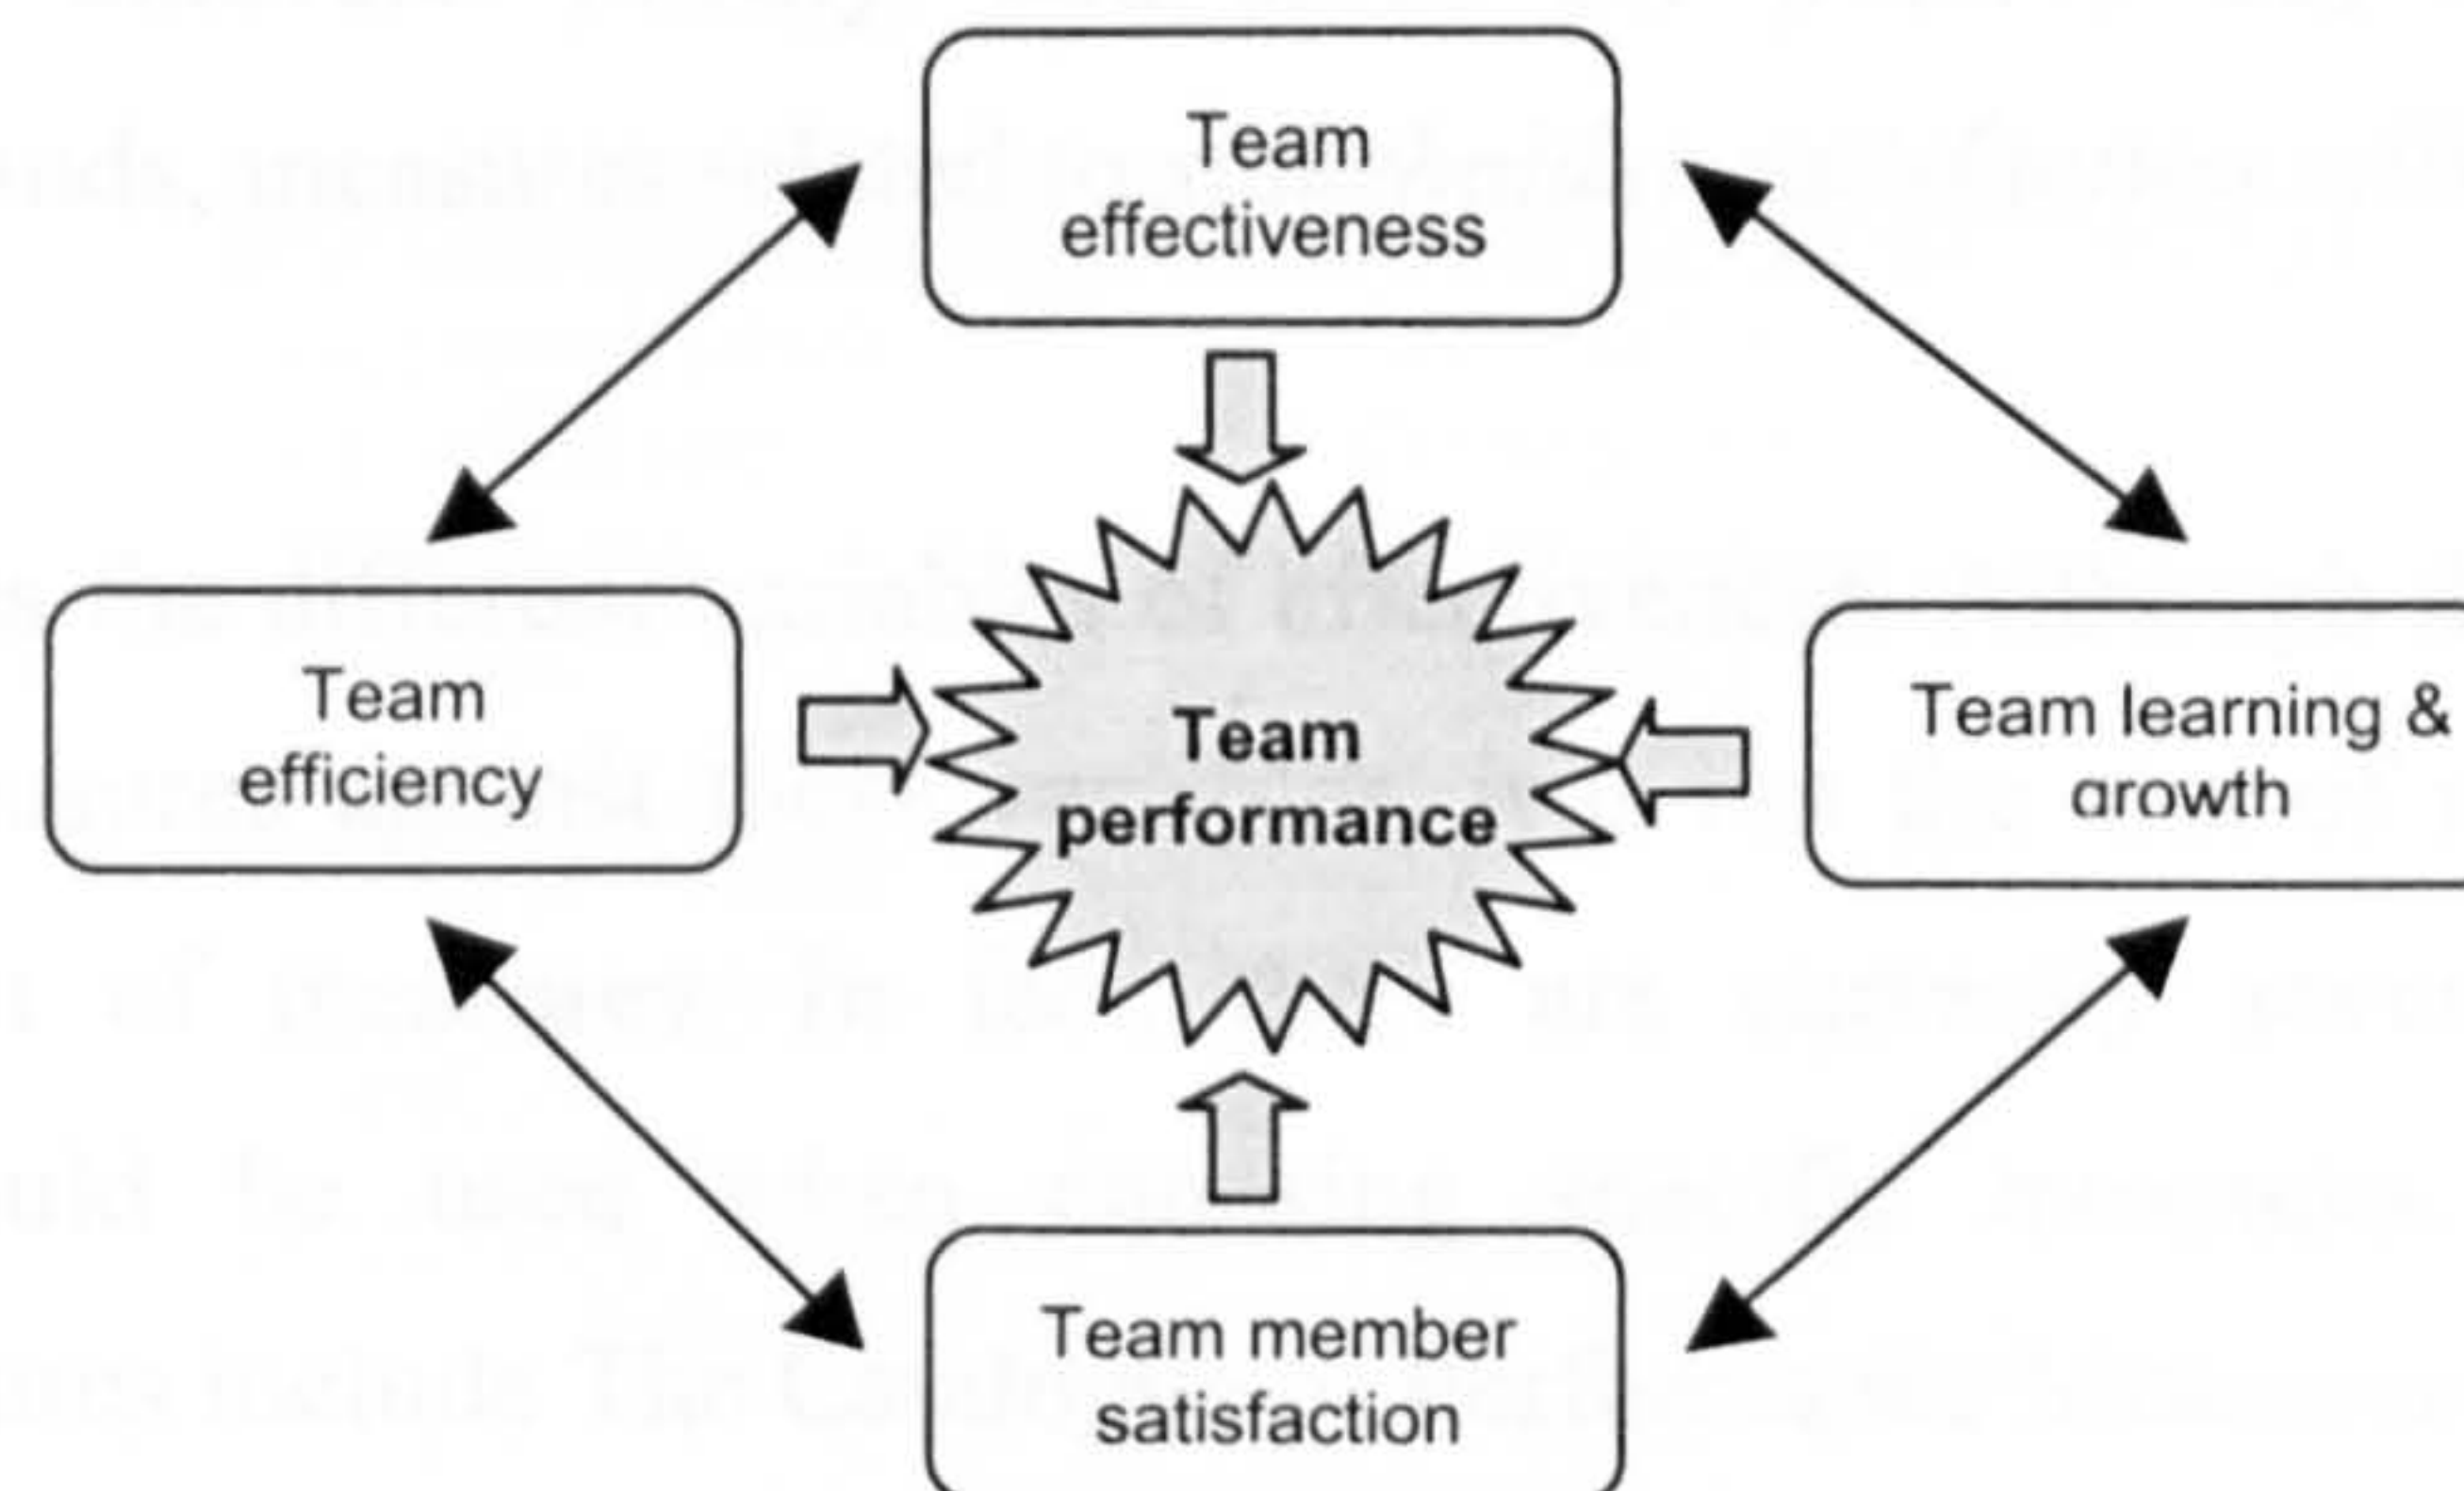 Team
effectiveness
Team
efficiency
Team
performance
Team learning &
growth
Team member
satisfaction